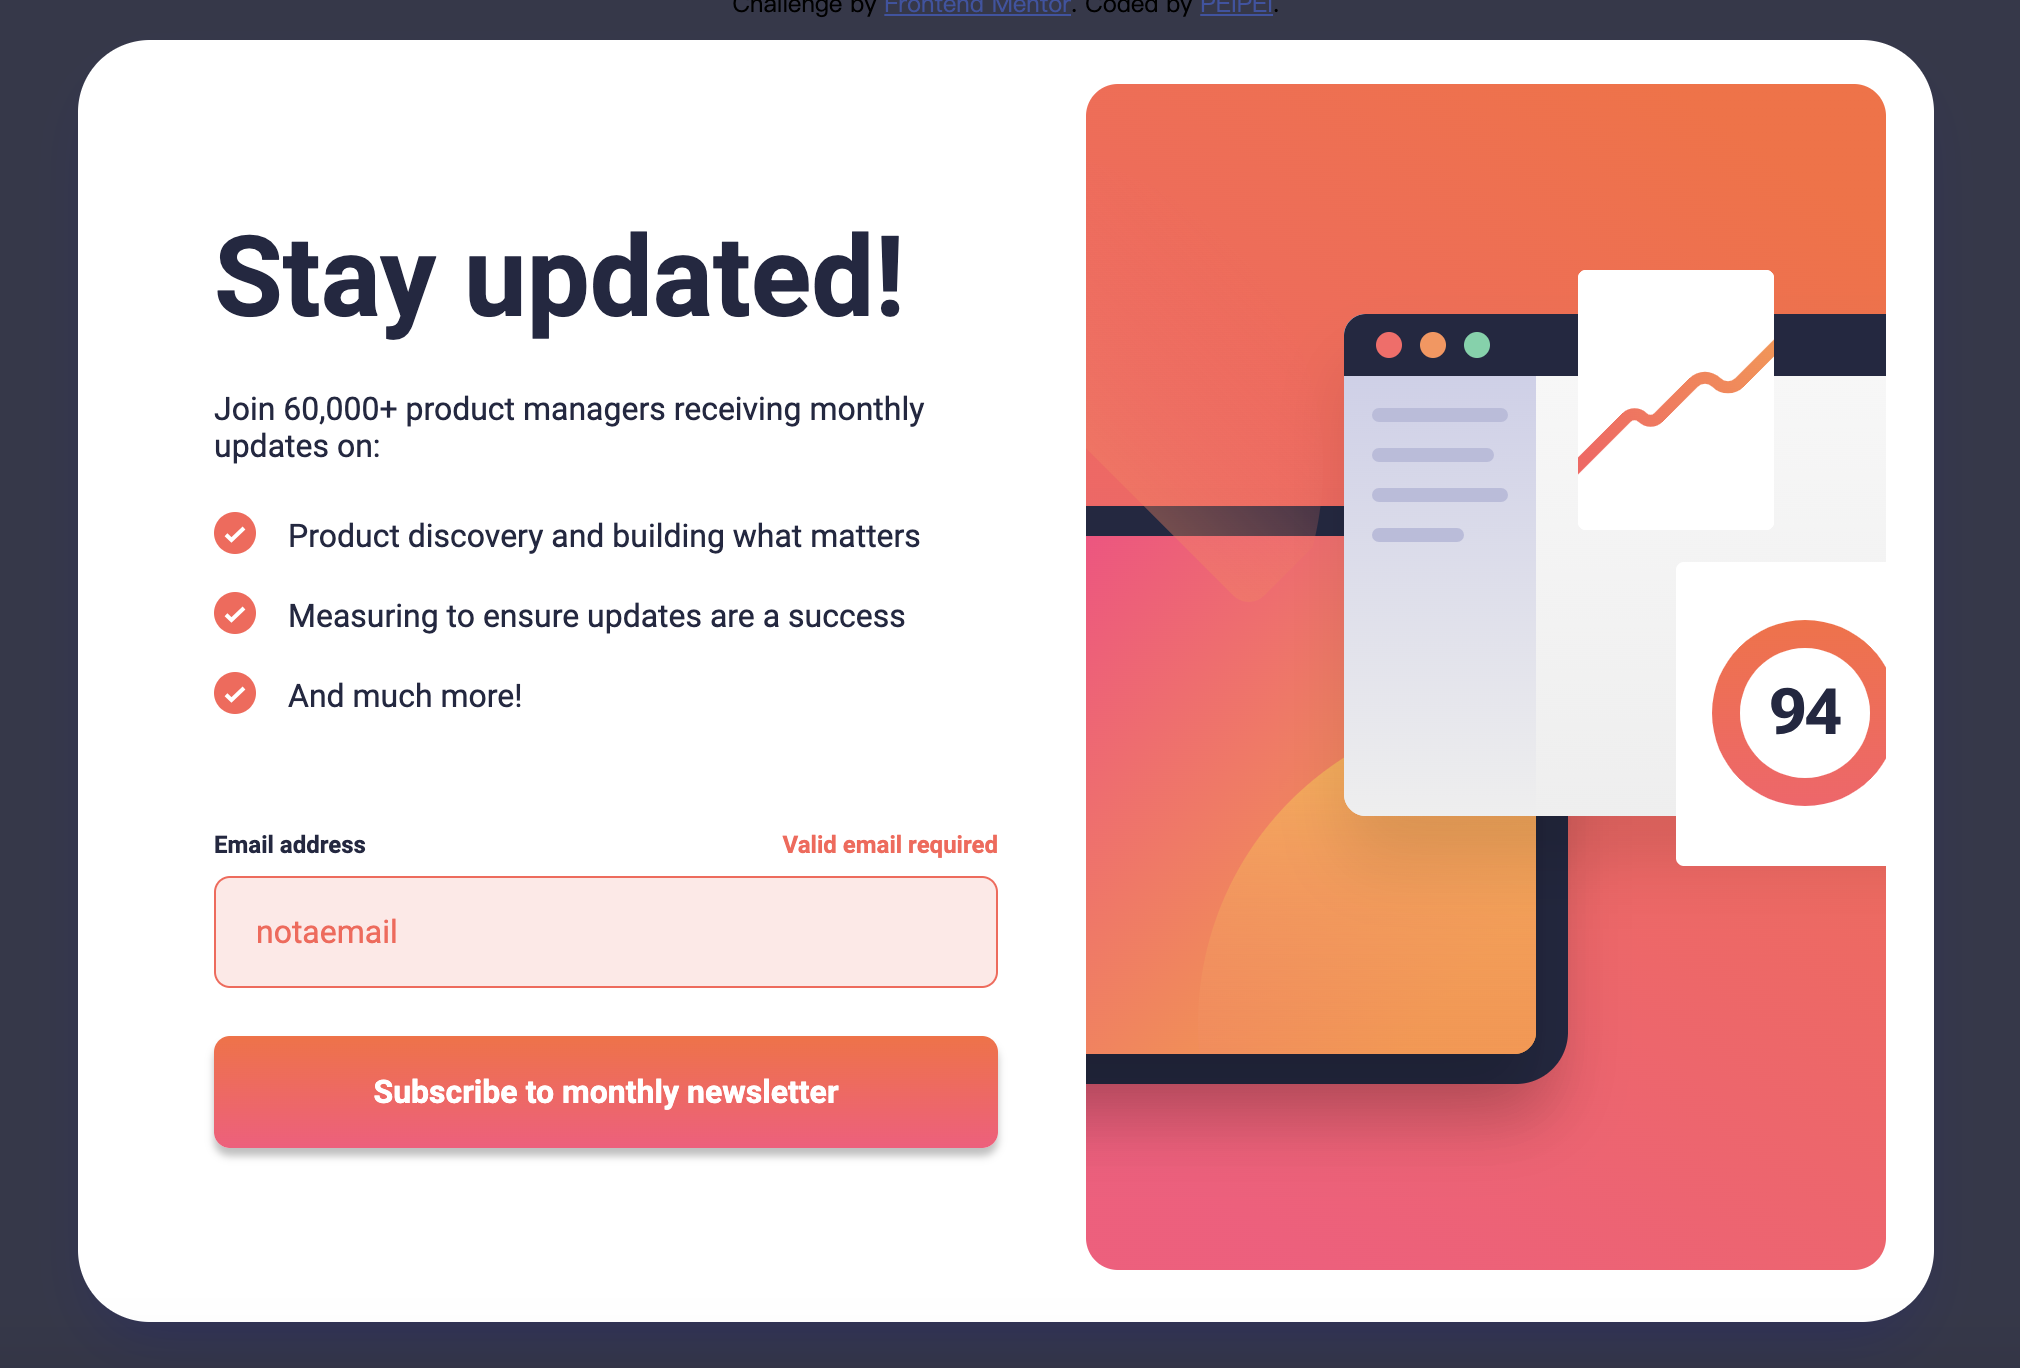 Challenge by Frontend Mentor. Coded by PEIPEI.
Stay updated!
Join 60,000+ product managers receiving monthly
updates on:
Product discovery and building what matters
Measuring to ensure updates are a success
And much more!
Email address
Valid email required
notaemail
Subscribe to monthly newsletter
94